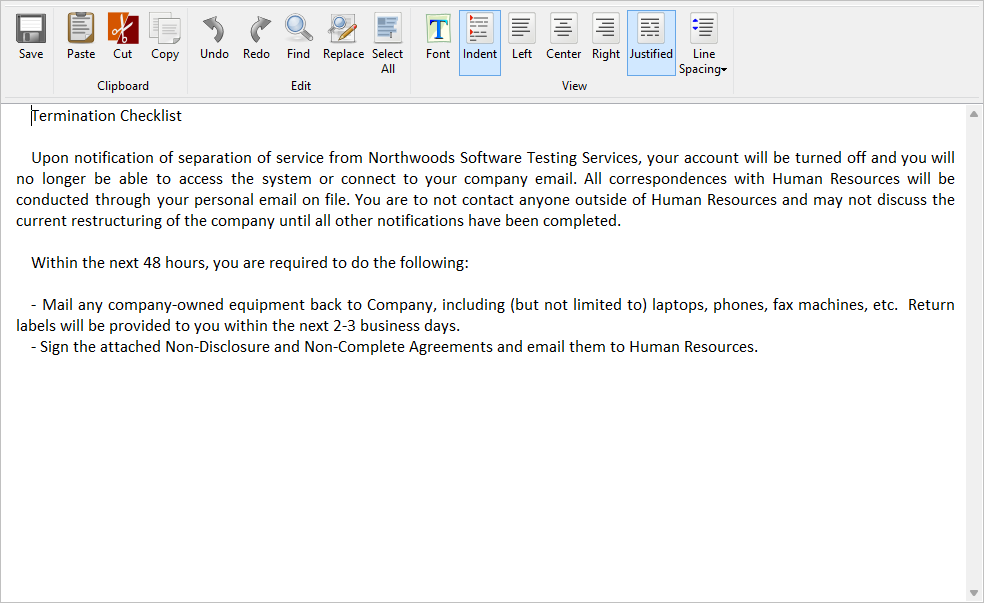 Save Paste Cut Copy Undo Redo Find Replace Select All Font Indent Left Center Right Justified Line Spacing
Clipboard Edit View
Termination Checklist
Upon notification of separation of service from Northwoods Software Testing Services, your account will be turned off and you will
no longer be able to access the system or connect to your company email. All correspondences with Human Resources will be
conducted through your personal email on file. You are to not contact anyone outside of Human Resources and may not discuss the
current restructuring of the company until all other notifications have been completed.
Within the next 48 hours, you are required to do the following:
- Mail any company-owned equipment back to Company, including (but not limited to) laptops, phones, fax machines, etc.  Return
labels will be provided to you within the next 2-3 business days.
- Sign the attached Non-Disclosure and Non-Complete Agreements and email them to Human Resources.